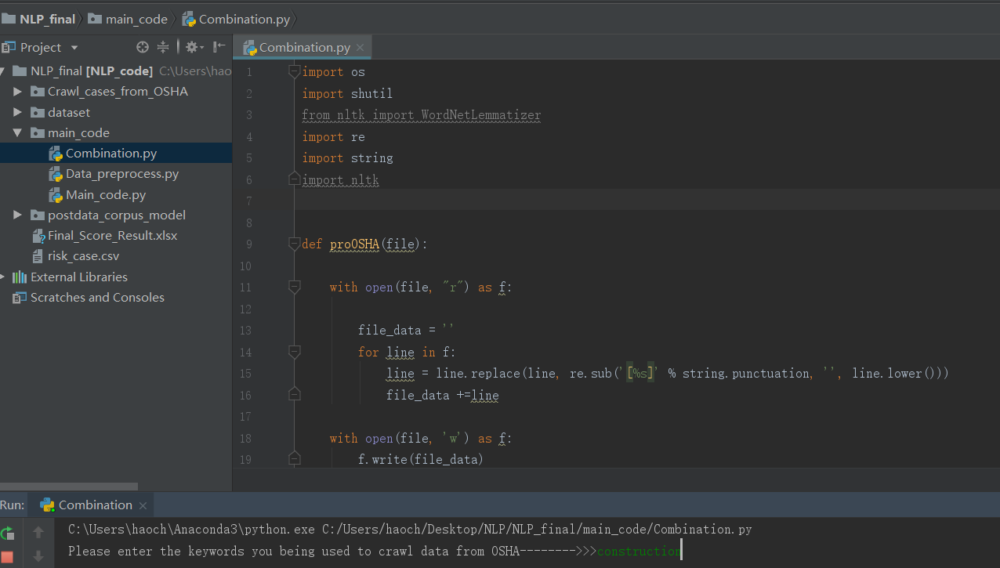 NLP_final main_code Combination.py
Project Combination.py
NLP_final [NLP_code] C:\Users\hao
Crawl_cases_from_OSHA
dataset
main_code
Combination.py
Data_preprocess.py
Main_code.py
postdata_corpus_model
Final_Score_Result.xlsx
risk_case.csv
External Libraries
Scratches and Consoles
1 import os
2 import shutil
3 from nltk import WordNetLemmatizer
4 import re
5 import string
6 import nltk
7
8
9 def proOSHA(file):
10
11 with open(file, "r") as f:
12
13 file_data = ''
14 for line in f:
15 line = line.replace(line, re.sub('[%s]' % string.punctuation, '', line.lower()))
16 file_data +=line
17
18 with open(file, 'w') as f:
19 f.write(file_data)
Run: Combination
C:\Users\haoch\Anaconda3\python.exe C:/Users/haoch/Desktop/NLP/NLP_final/main_code/Combination.py
Please enter the keywords you being used to crawl data from OSHA-------->>>construction